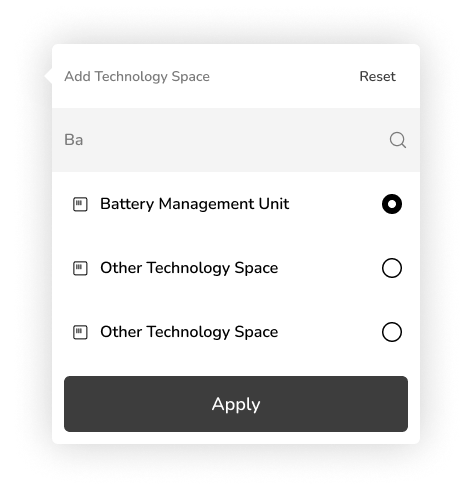 Add Technology Space Reset
Ba
Battery Management Unit
Other Technology Space
Other Technology Space
Apply